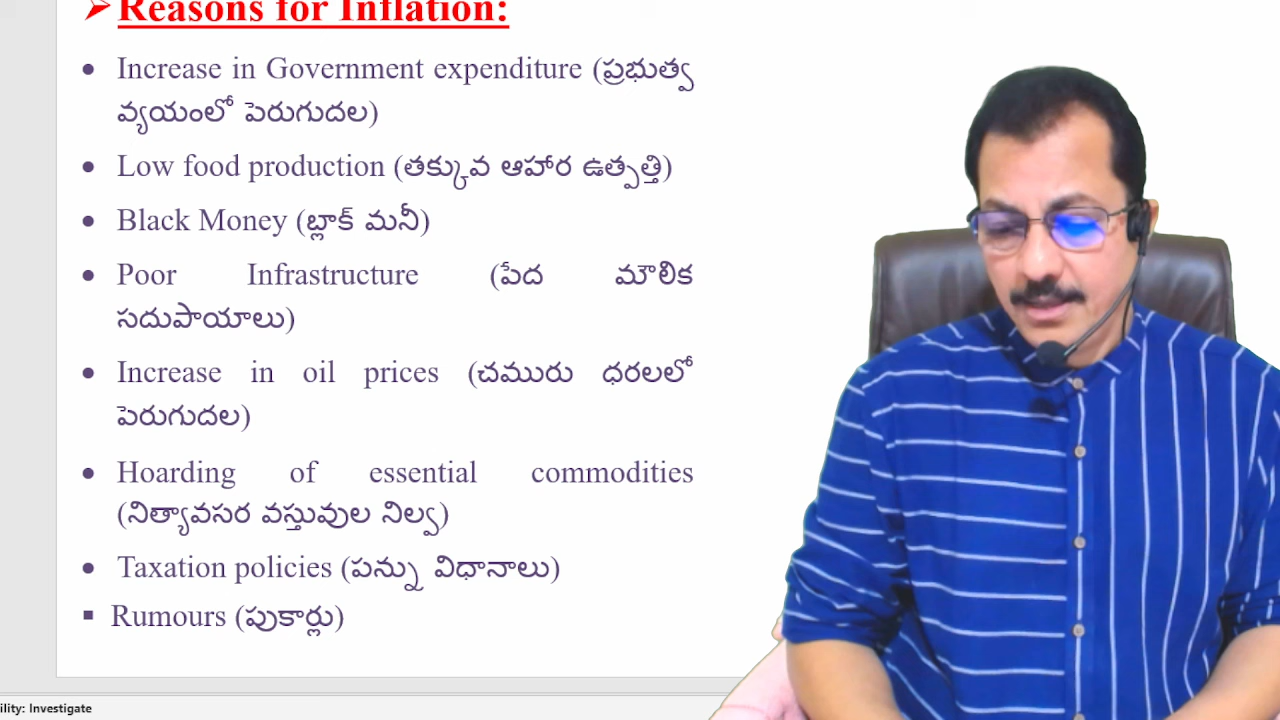 Reasons for Inflation:
Increase in Government expenditure (ప్రభుత్వ
వ్యయంలో పెరుగుదల)
Low food production (తక్కువ ఆహార ఉత్పత్తి)
Black Money (బ్లాక్ మనీ)
Poor Infrastructure (పేద మౌలిక
సదుపాయాలు)
Increase in oil prices (చమురు ధరలలో
పెరుగుదల)
Hoarding of essential commodities
(నిత్యావసర వస్తువుల నిల్వ)
Taxation policies (పన్ను విధానాలు)
Rumours (పుకార్లు)
ility: Investigate